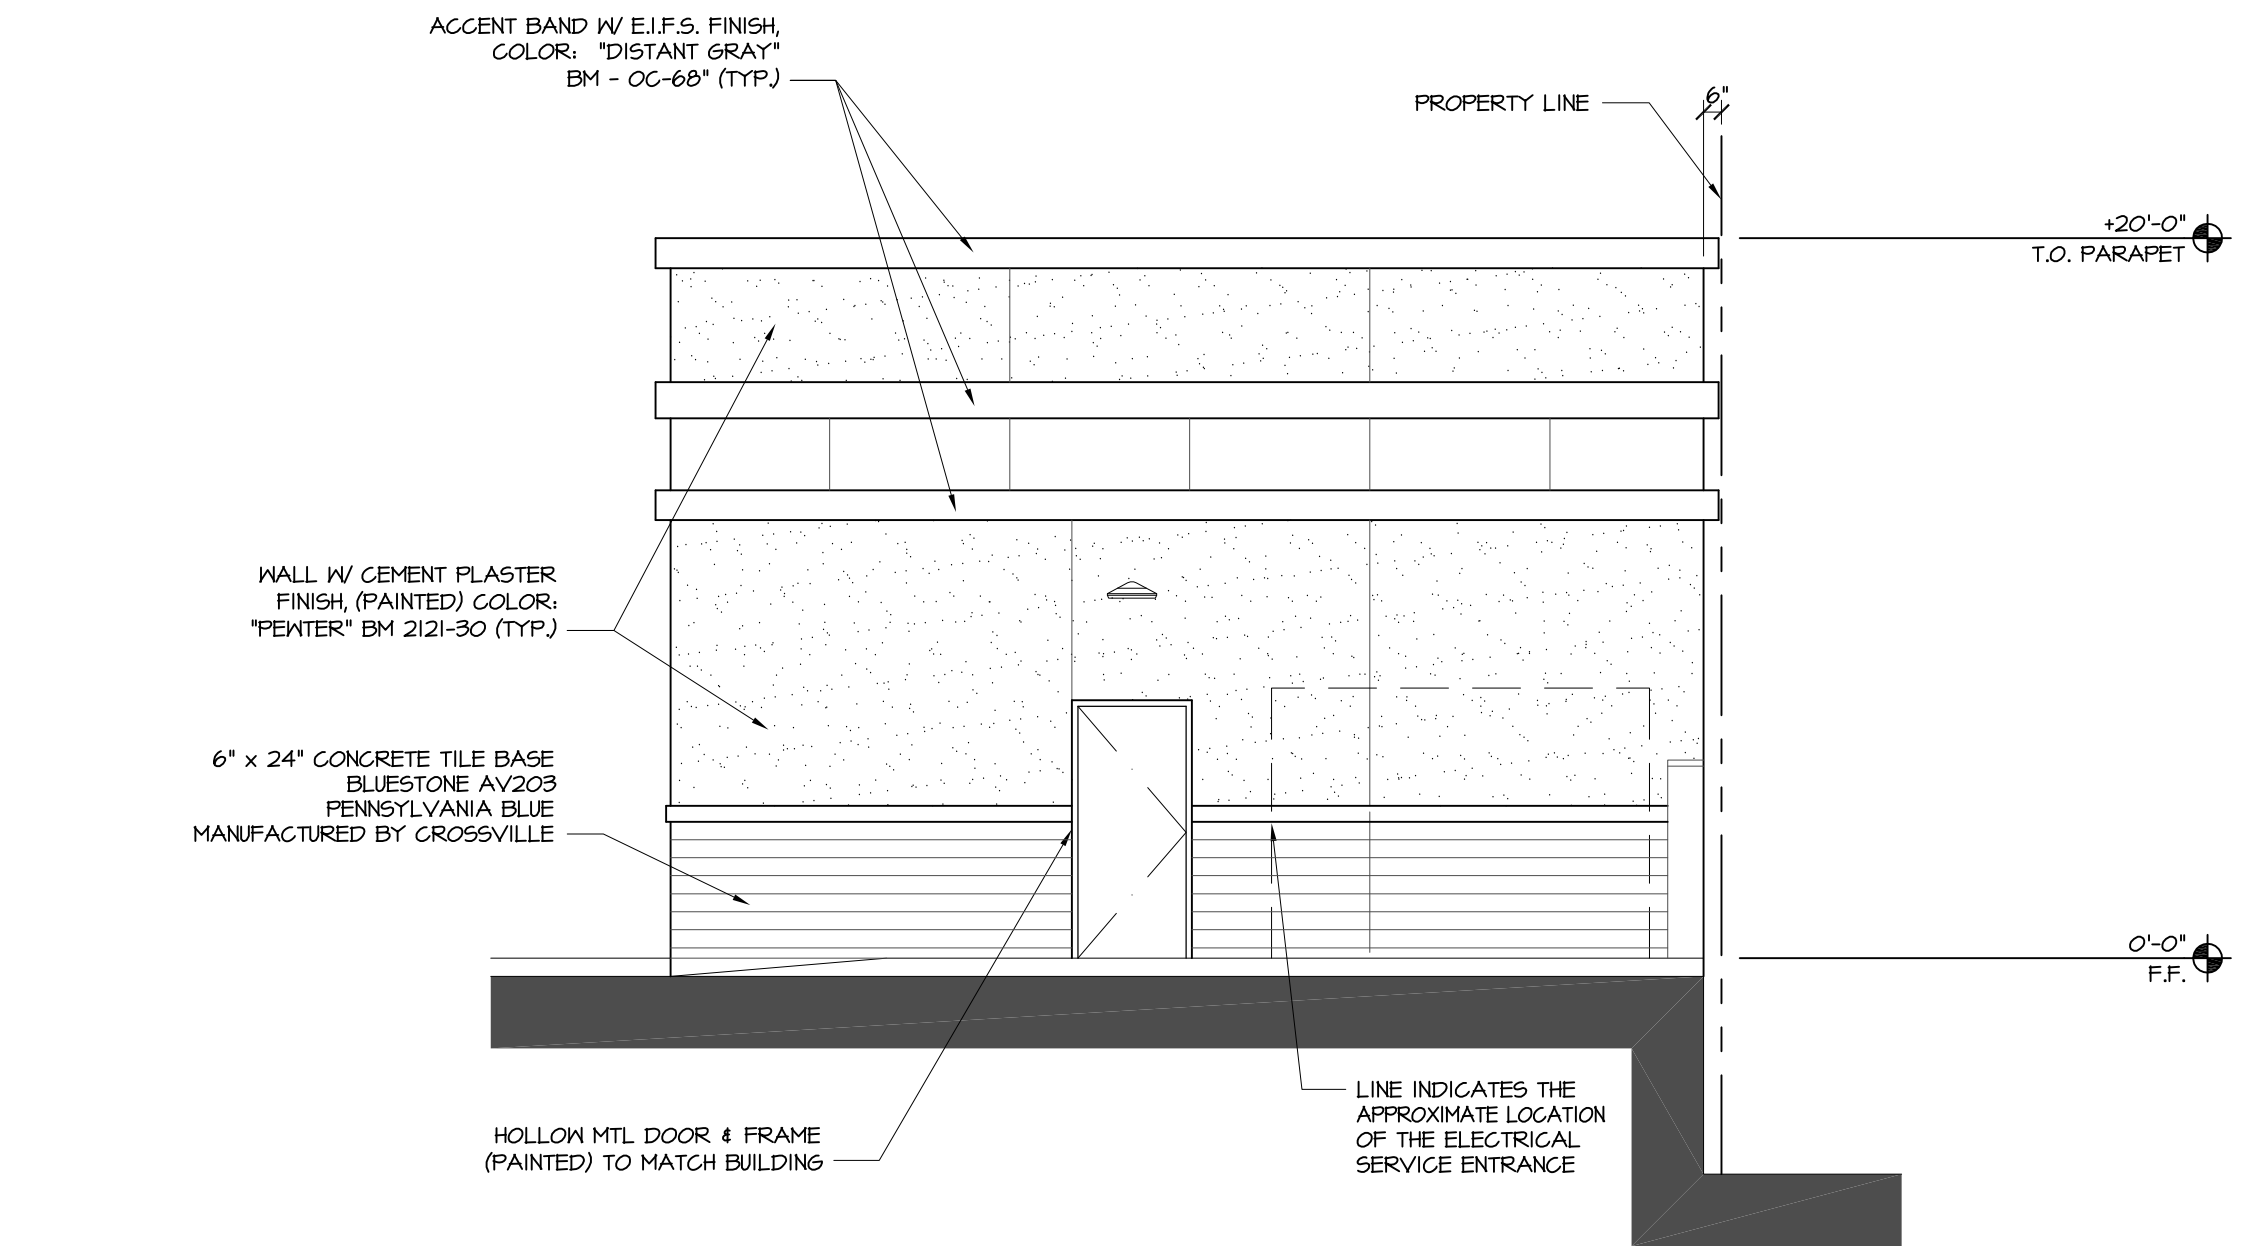 ACCENT BAND W/ E.I.F.S. FINISH,
COLOR: "DISTANT GRAY"
BM - OC-68" (TYP.)
PROPERTY LINE
6"
+20'-0"
T.O. PARAPET
WALL W/ CEMENT PLASTER
FINISH, (PAINTED) COLOR:
"PEWTER" BM 2121-30 (TYP.)
6" x 24" CONCRETE TILE BASE
BLUESTONE AV203
PENNSYLVANIA BLUE
MANUFACTURED BY CROSSVILLE
0'-0"
F.F.
HOLLOW MTL DOOR & FRAME
(PAINTED) TO MATCH BUILDING
LINE INDICATES THE
APPROXIMATE LOCATION
OF THE ELECTRICAL
SERVICE ENTRANCE